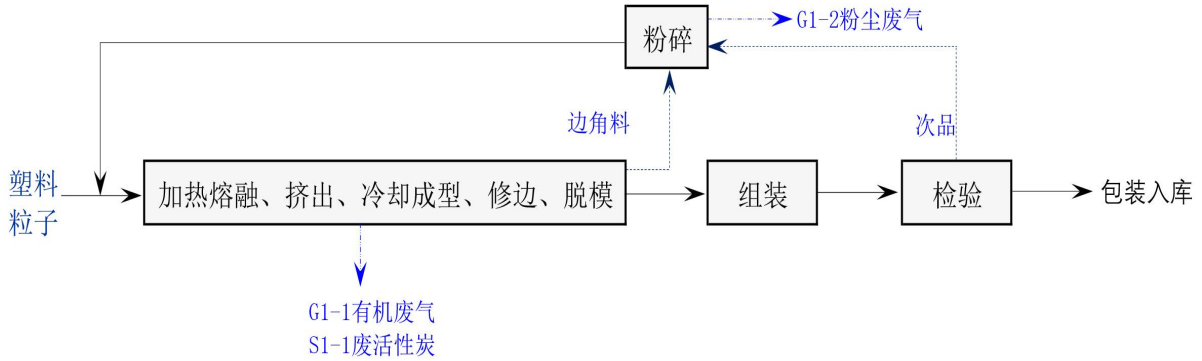 G1-2粉尘废气
粉碎
边角料
次品
塑料
粒子
加热熔融、挤出、冷却成型、修边、脱模
组装
检验
包装入库
G1-1有机废气
S1-1废活性炭